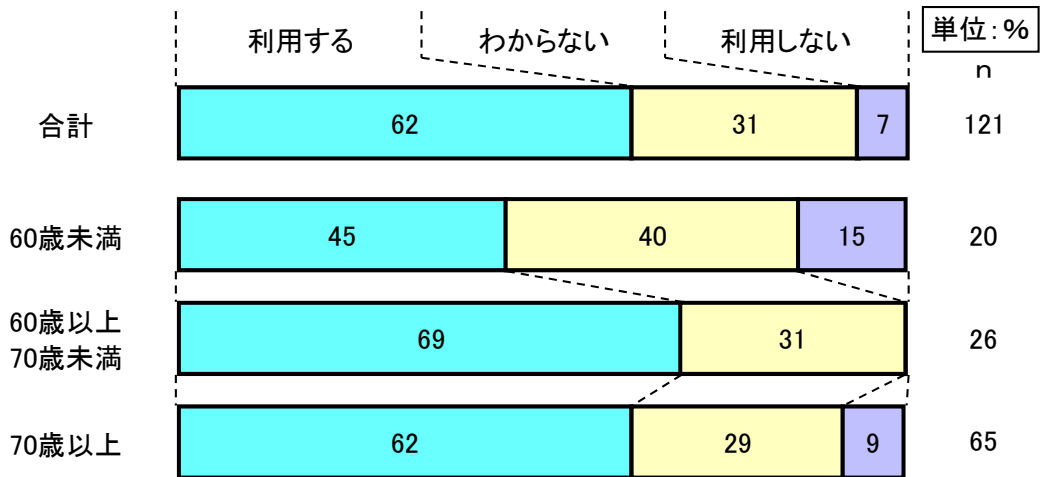 利用する わからない 利用しない 単位:%
n
合計 62 31 7 121
60歳未満 45 40 15 20
60歳以上
70歳未満 69 31 26
70歳以上 62 29 9 65